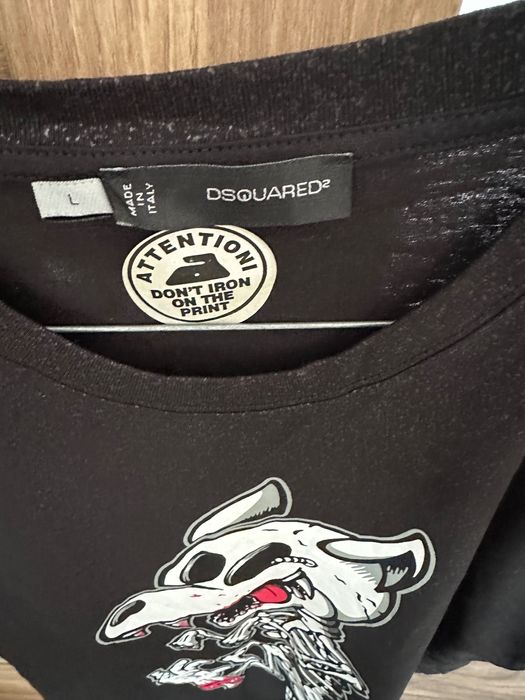 L
MADE
IN
ITALY
DSQUARED²
ATTENTION!
DON'T IRON
ON THE
PRINT